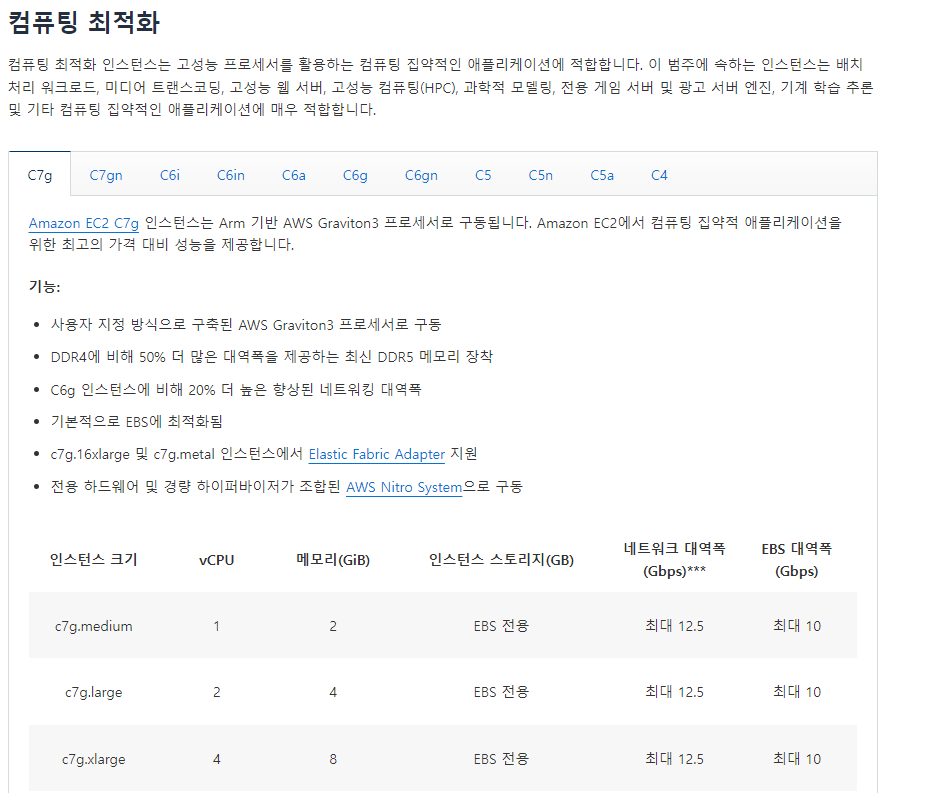 컴퓨팅 최적화
컴퓨팅 최적화 인스턴스는 고성능 프로세서를 활용하는 컴퓨팅 집약적인 애플리케이션에 적합합니다. 이 범주에 속하는 인스턴스는 배치
처리 워크로드, 미디어 트랜스코딩, 고성능 웹 서버, 고성능 컴퓨팅(HPC), 과학적 모델링, 전용 게임 서버 및 광고 서버 엔진, 기계 학습 추론
및 기타 컴퓨팅 집약적인 애플리케이션에 매우 적합합니다.
C7g C7gn C6i C6in C6a C6g C6gn C5 C5n C5a C4
Amazon EC2 C7g 인스턴스는 Arm 기반 AWS Graviton3 프로세서로 구동됩니다. Amazon EC2에서 컴퓨팅 집약적 애플리케이션을
위한 최고의 가격 대비 성능을 제공합니다.
기능:
• 사용자 지정 방식으로 구축된 AWS Graviton3 프로세서로 구동
• DDR4에 비해 50% 더 많은 대역폭을 제공하는 최신 DDR5 메모리 장착
• C6g 인스턴스에 비해 20% 더 높은 향상된 네트워킹 대역폭
• 기본적으로 EBS에 최적화됨
• c7g.16xlarge 및 c7g.metal 인스턴스에서 Elastic Fabric Adapter 지원
• 전용 하드웨어 및 경량 하이퍼바이저가 조합된 AWS Nitro System으로 구동
인스턴스 크기 vCPU 메모리(GiB) 인스턴스 스토리지(GB) 네트워크 대역폭 (Gbps)*** EBS 대역폭 (Gbps)
c7g.medium 1 2 EBS 전용 최대 12.5 최대 10
c7g.large 2 4 EBS 전용 최대 12.5 최대 10
c7g.xlarge 4 8 EBS 전용 최대 12.5 최대 10